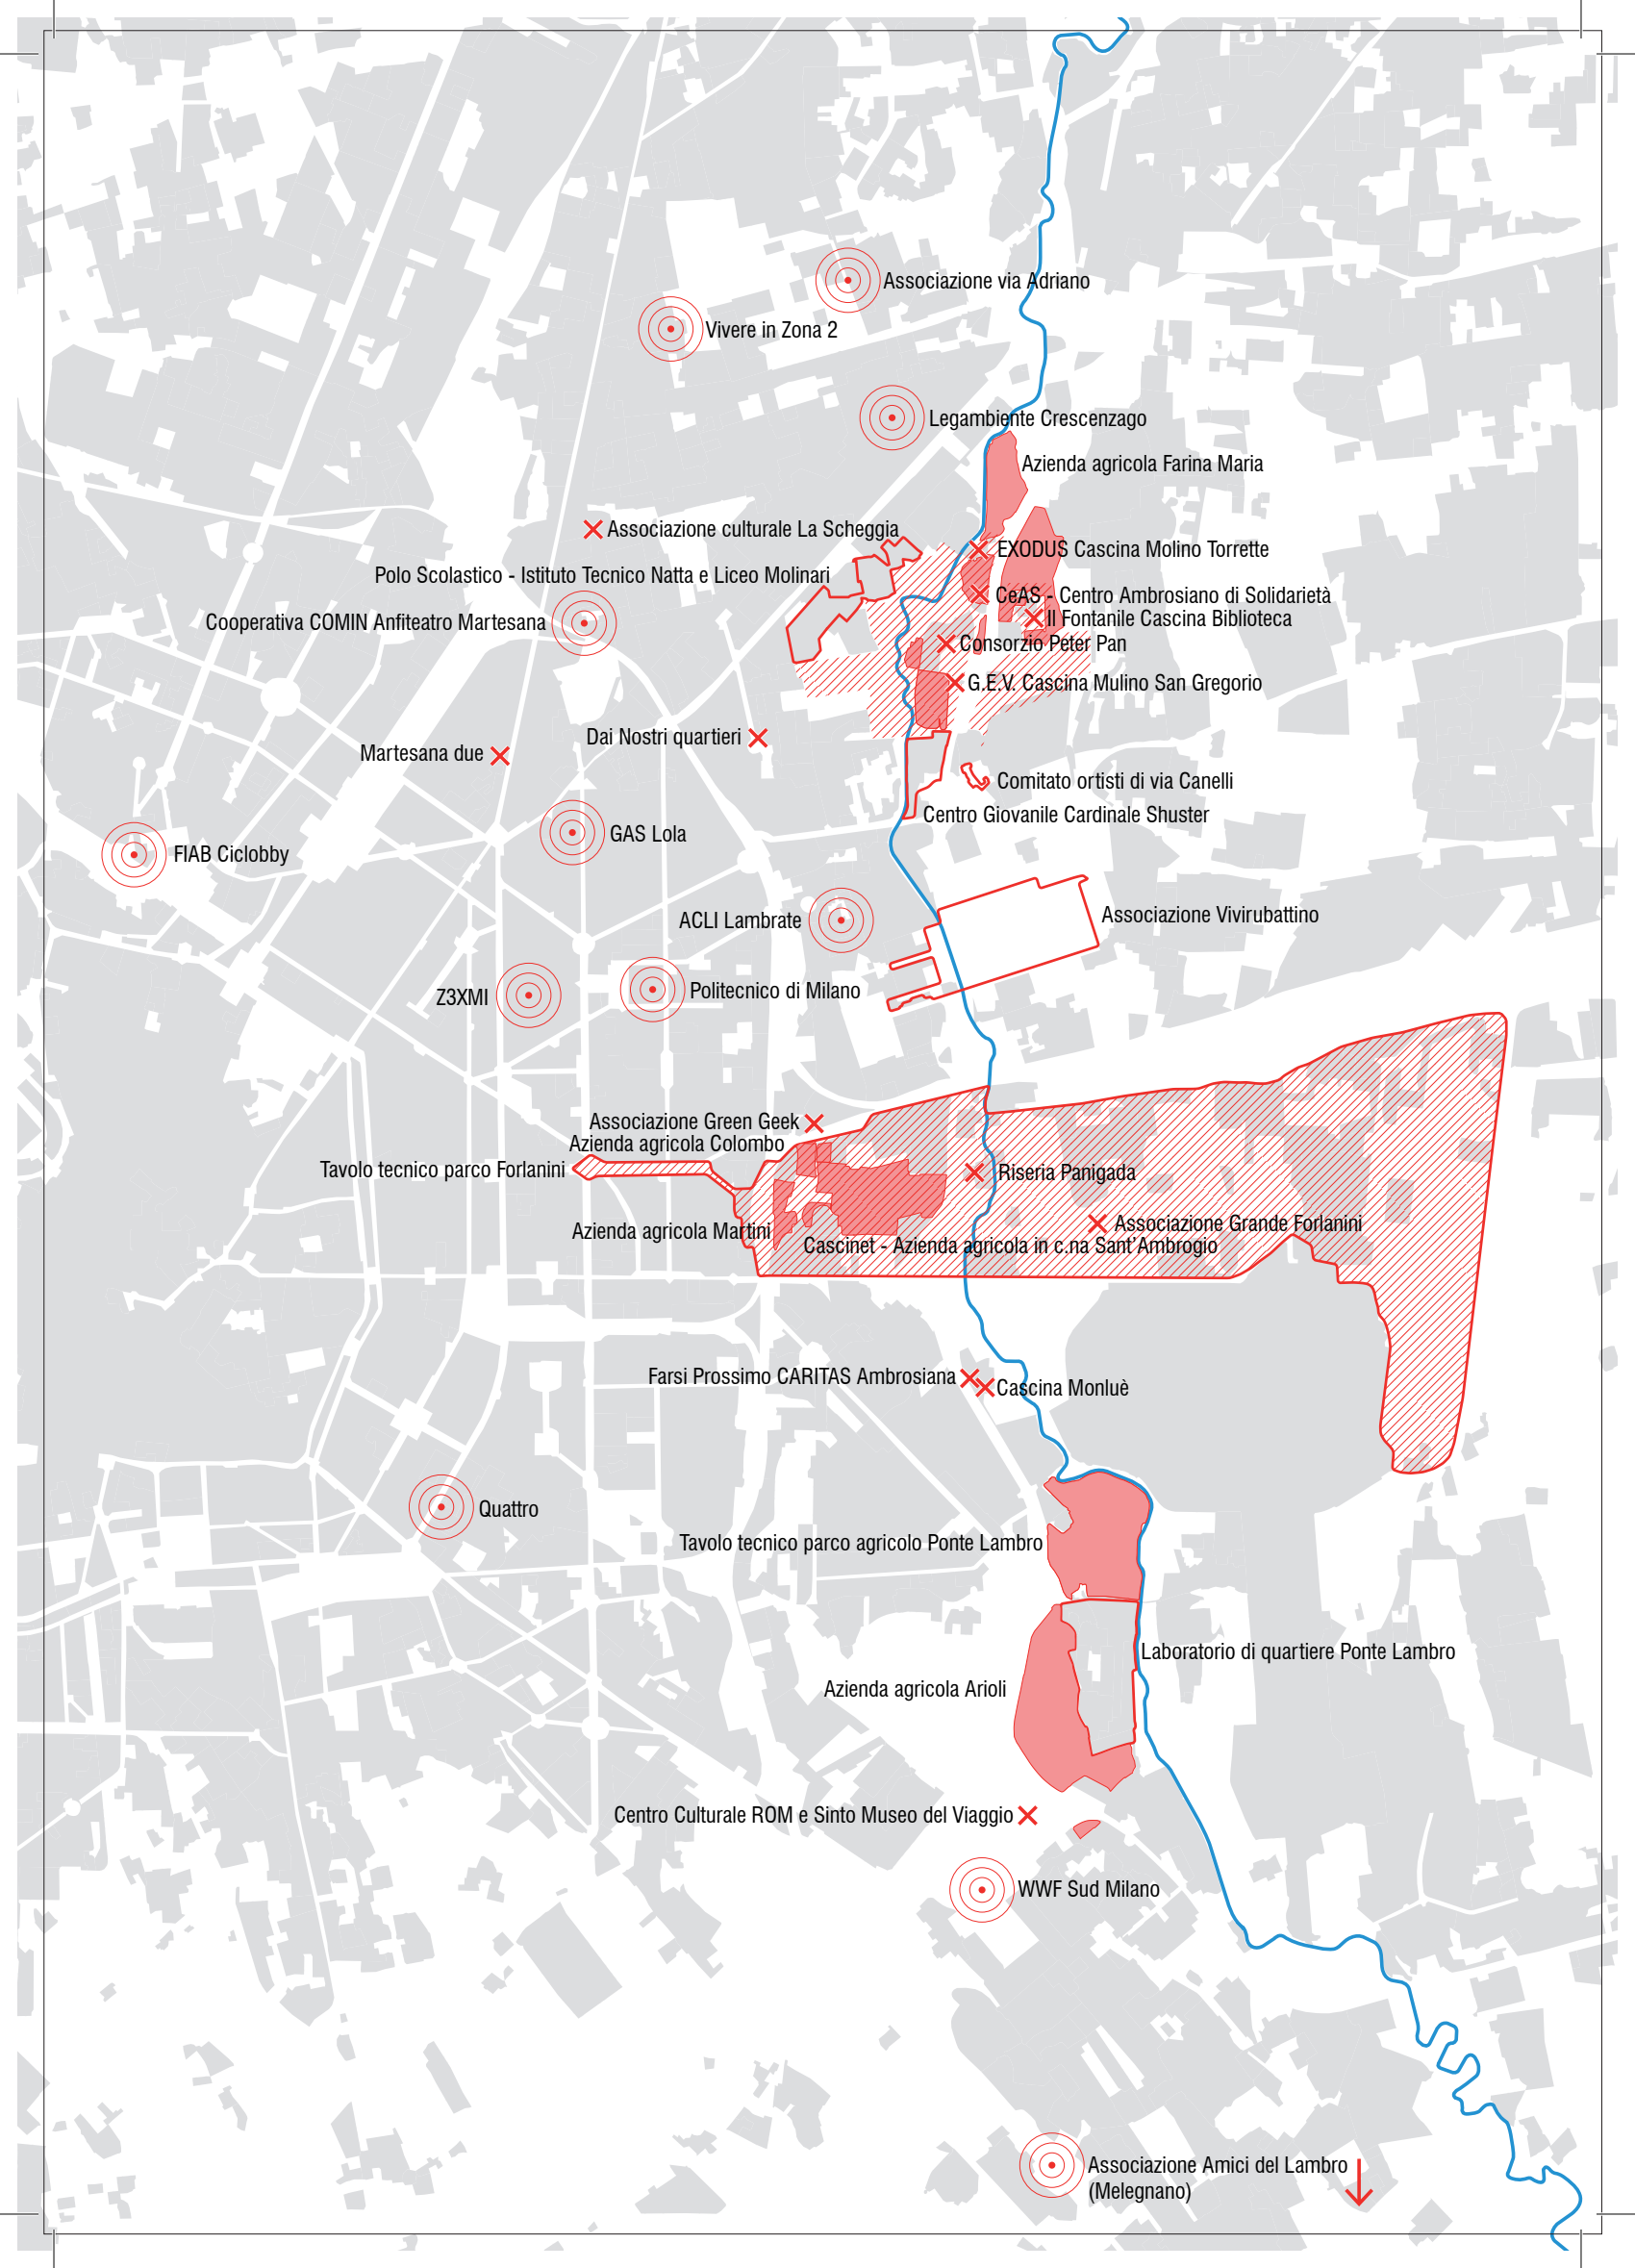 Associazione via Adriano
Vivere in Zona 2
Legambiente Crescenzago
Azienda agricola Farina Maria
Associazione culturale La Scheggia
EXODUS Cascina Molino Torrette
Polo Scolastico - Istituto Tecnico Natta e Liceo Molinari
CeAS - Centro Ambrosiano di Solidarietà
Il Fontanile Cascina Biblioteca
Cooperativa COMIN Anfiteatro Martesana
Consorzio Peter Pan
G.E.V. Cascina Mulino San Gregorio
Dai Nostri quartieri
Martesana due
Comitato ortisti di via Canelli
Centro Giovanile Cardinale Shuster
GAS Lola
FIAB Ciclobby
Associazione Vivirubattino
ACLI Lambrate
Politecnico di Milano
Z3XMI
Associazione Green Geek
Azienda agricola Colombo
Tavolo tecnico parco Forlanini
Riseria Panigada
Associazione Grande Forlanini
Azienda agricola Martini
Cascinet - Azienda agricola in c.na Sant'Ambrogio
Farsi Prossimo CARITAS Ambrosiana
Cascina Monluè
Quattro
Tavolo tecnico parco agricolo Ponte Lambro
Laboratorio di quartiere Ponte Lambro
Azienda agricola Arioli
Centro Culturale ROM e Sinto Museo del Viaggio
WWF Sud Milano
Associazione Amici del Lambro
(Melegnano)